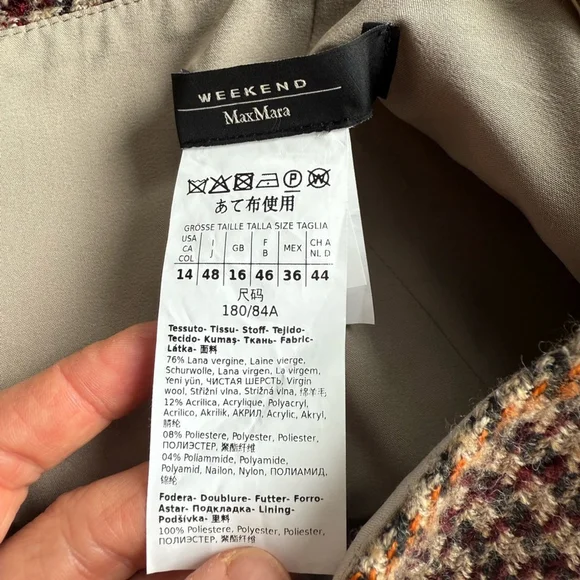 WEEKEND
MaxMara
P W
あて布使用
GRÖSSE TAILLE TALLA SIZE TAGLIA
USA CA COL I J GB F B MEX CH A NL D
14 48 16 46 36 44
尺码
180/84A
Tessuto- Tissu- Stoff- Tejido-
Tecido- Kumaş- Ткань- Fabric-
Látka- 面料
76% Lana vergine, Laine vierge,
Schurwolle, Lana virgen, Lã virgem,
Yeni yün, ЧИСТАЯ ШЕРСТЬ, Virgin
wool, Střižní vlna, Strižná vlna, 绵羊毛
12% Acrilica, Acrylique, Polyacryl,
Acrilico, Akrilik, АКРИЛ, Acrylic, Akryl,
腈纶
08% Poliestere, Polyester, Poliester,
ПОЛИЭСТЕР, 聚酯纤维
04% Poliammide, Polyamide,
Polyamid, Nailon, Nylon, ПОЛИАМИД,
锦纶
Fodera- Doublure- Futter- Forro-
Astar- Подкладка- Lining-
Podšívka- 里料
100% Poliestere, Polyester, Poliester,
ПОЛИЭСТЕР, 聚酯纤维